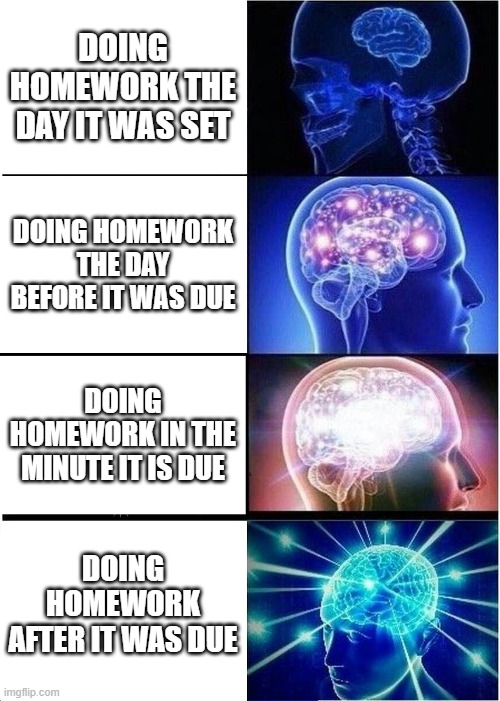 DOING
HOMEWORK THE
DAY IT WAS SET
DOING HOMEWORK
THE DAY
BEFORE IT WAS DUE
DOING
HOMEWORK IN THE
MINUTE IT IS DUE
DOING
HOMEWORK
AFTER IT WAS DUE
imgflip.com